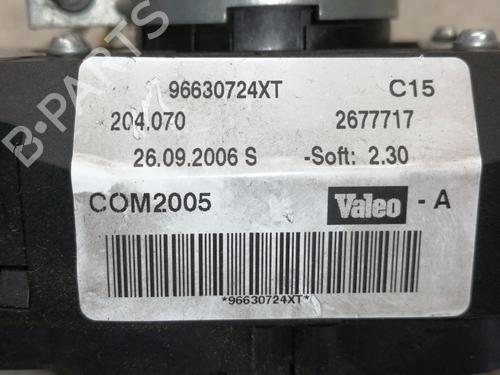 96630724XT C15
204.070 2677717
26.09.2006 S -Soft: 2.30
COM2005 Valeo - A
*96630724XT*
B-PARTS